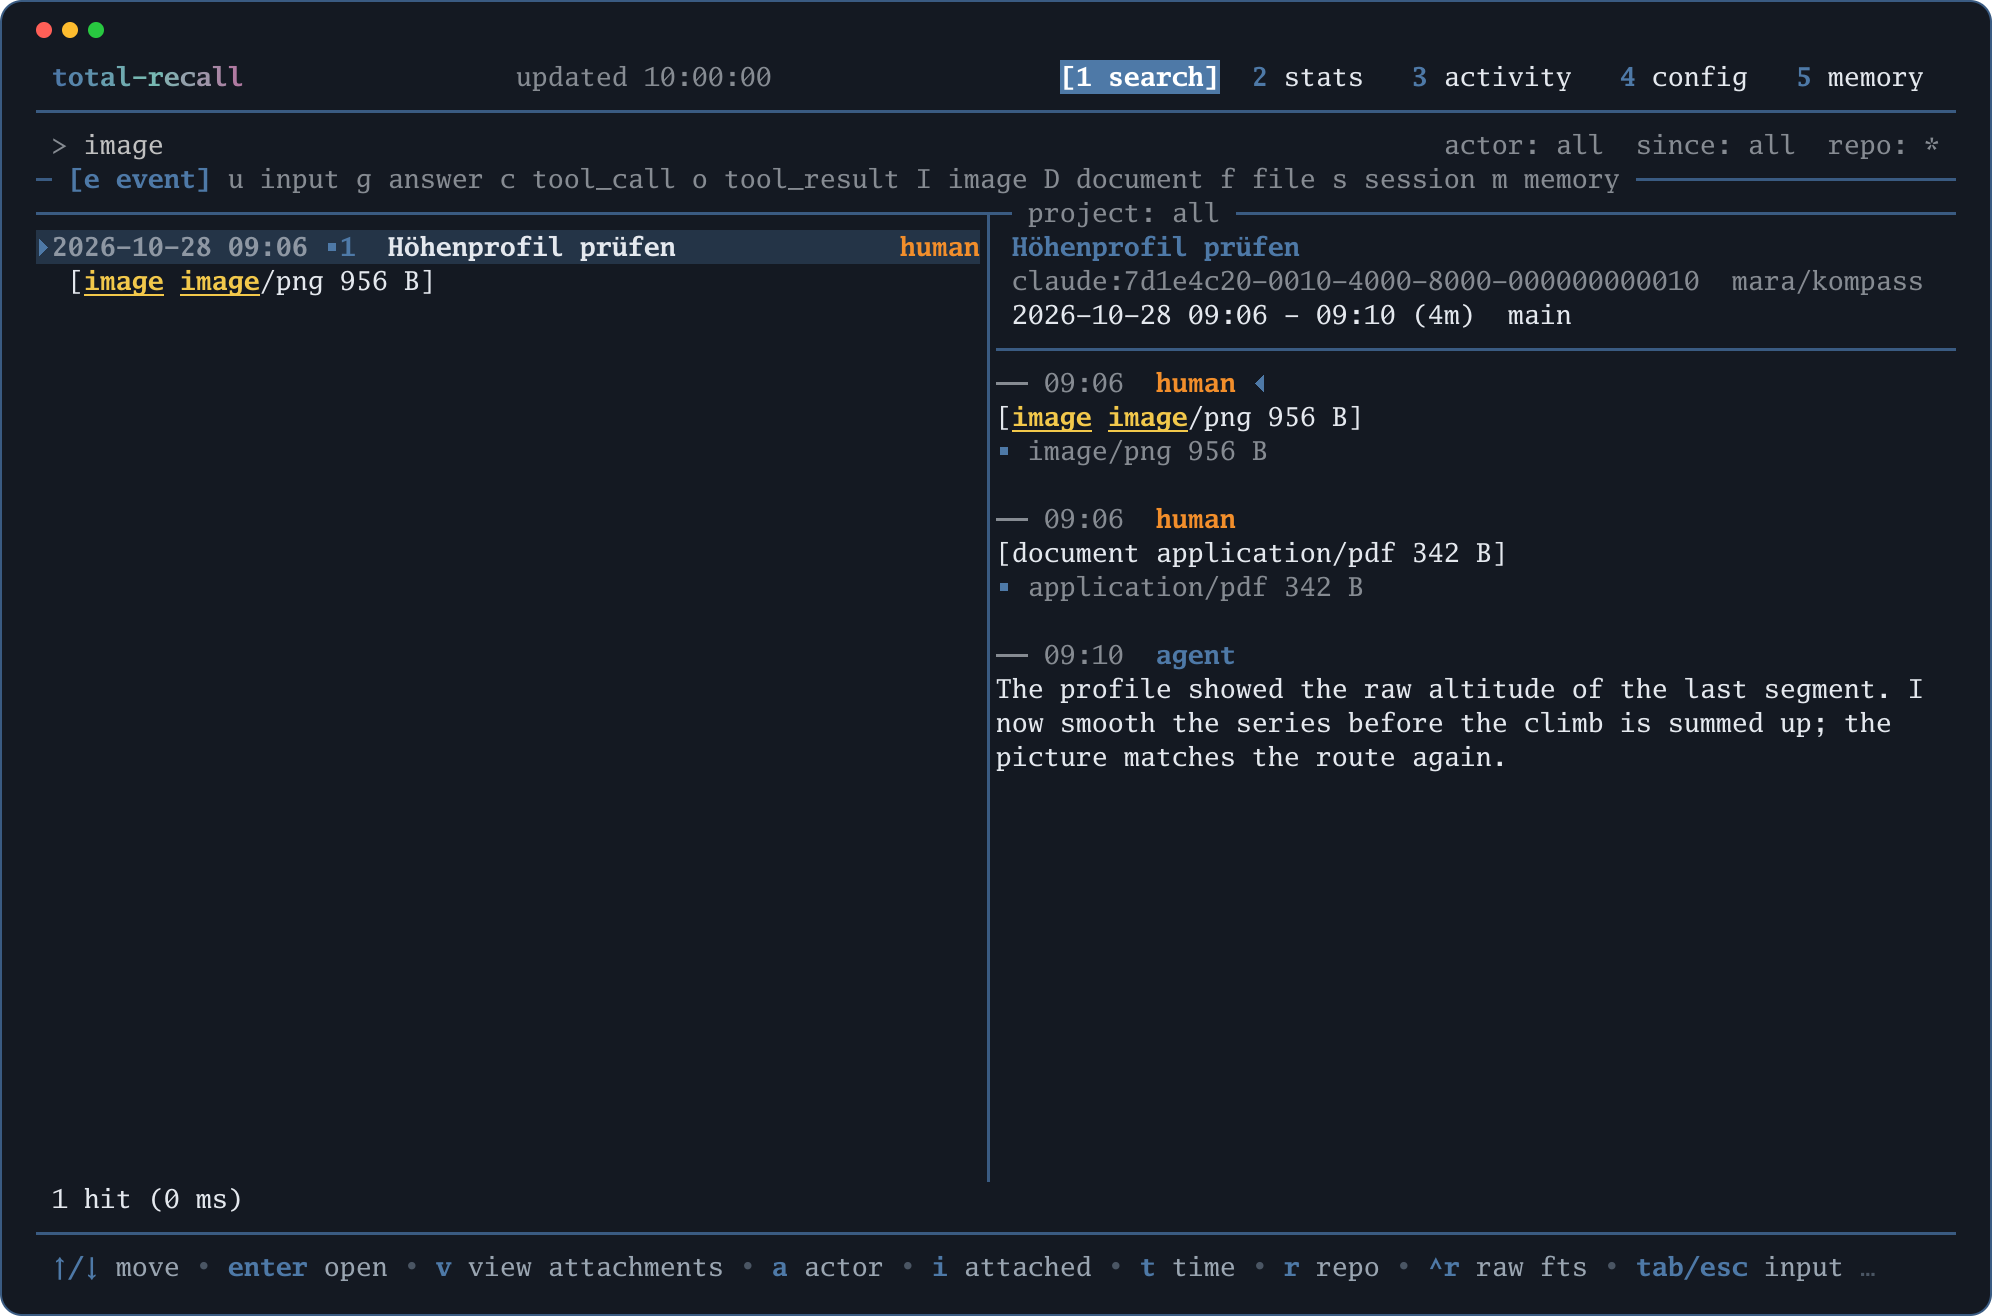 total-recall updated 10:00:00 [1 search] 2 stats 3 activity 4 config 5 memory
> image actor: all since: all repo: *
[e event] u input g answer c tool_call o tool_result I image D document f file s session m memory
project: all
2026-10-28 09:06 ▪1 Höhenprofil prüfen human
[image image/png 956 B]
Höhenprofil prüfen
claude:7d1e4c20-0010-4000-8000-000000000010 mara/kompass
2026-10-28 09:06 - 09:10 (4m) main
── 09:06 human
[image image/png 956 B]
▪ image/png 956 B
── 09:06 human
[document application/pdf 342 B]
▪ application/pdf 342 B
── 09:10 agent
The profile showed the raw altitude of the last segment. I
now smooth the series before the climb is summed up; the
picture matches the route again.
1 hit (0 ms)
↑/↓ move • enter open • v view attachments • a actor • i attached • t time • r repo • ^r raw fts • tab/esc input …